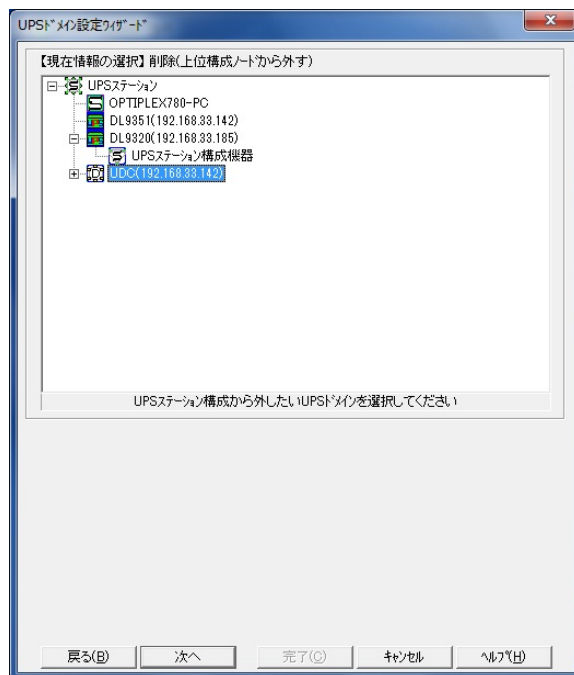 UPSﾄﾞﾒｲﾝ設定ｳｨｻﾞｰﾄﾞ
【現在情報の選択】削除(上位構成ﾉｰﾄﾞから外す)
UPSｽﾃｰｼｮﾝ
OPTIPLEX780-PC
DL9351(192.168.33.142)
DL9320(192.168.33.185)
UPSｽﾃｰｼｮﾝ構成機器
UDC(192.168.33.142)
UPSｽﾃｰｼｮﾝ構成から外したいUPSﾄﾞﾒｲﾝを選択してください
戻る(B) 次へ 完了(C) ｷｬﾝｾﾙ ﾍﾙﾌﾟ(H)